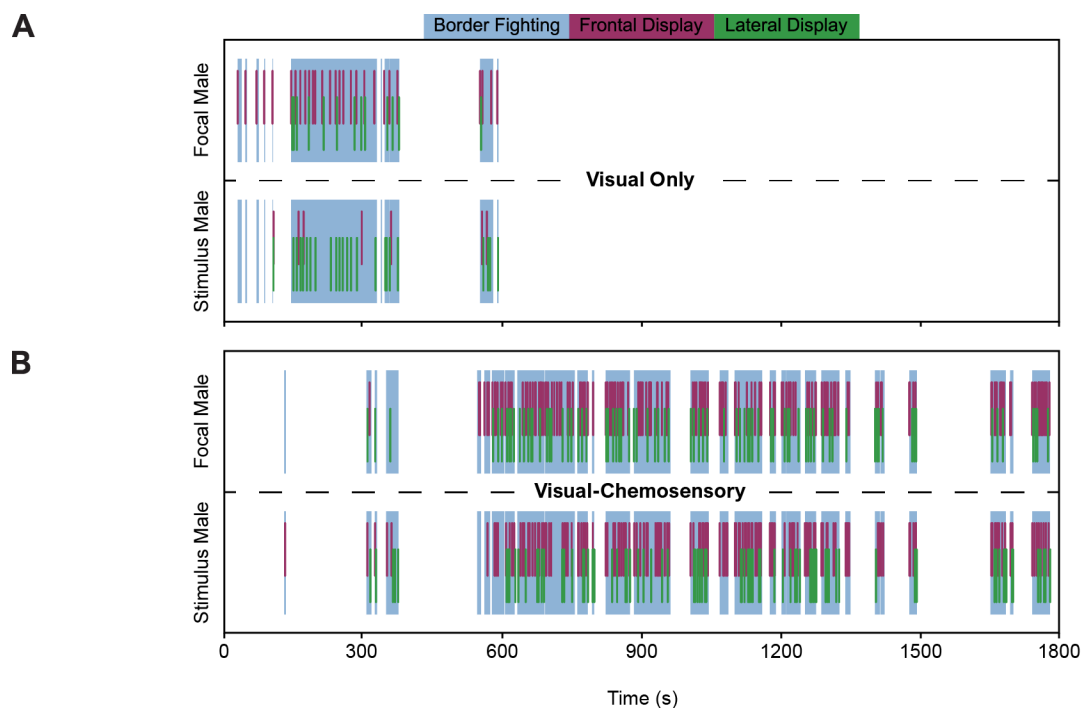 A
Border Fighting Frontal Display Lateral Display
Focal Male
Visual Only
Stimulus Male
B
Focal Male
Visual-Chemosensory
Stimulus Male
0 300 600 900 1200 1500 1800
Time (s)